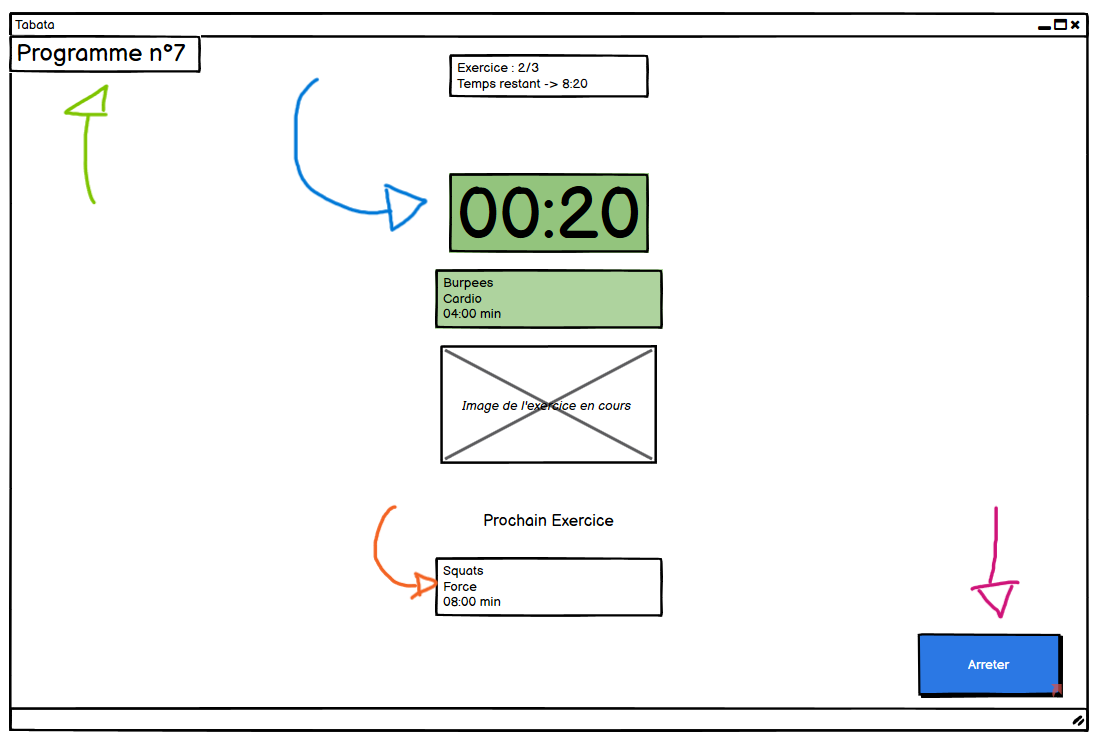 Tabata
Programme n°7
Exercice : 2/3
Temps restant -> 8:20
00:20
Burpees
Cardio
04:00 min
Image de l'exercice en cours
Prochain Exercice
Squats
Force
08:00 min
Arreter